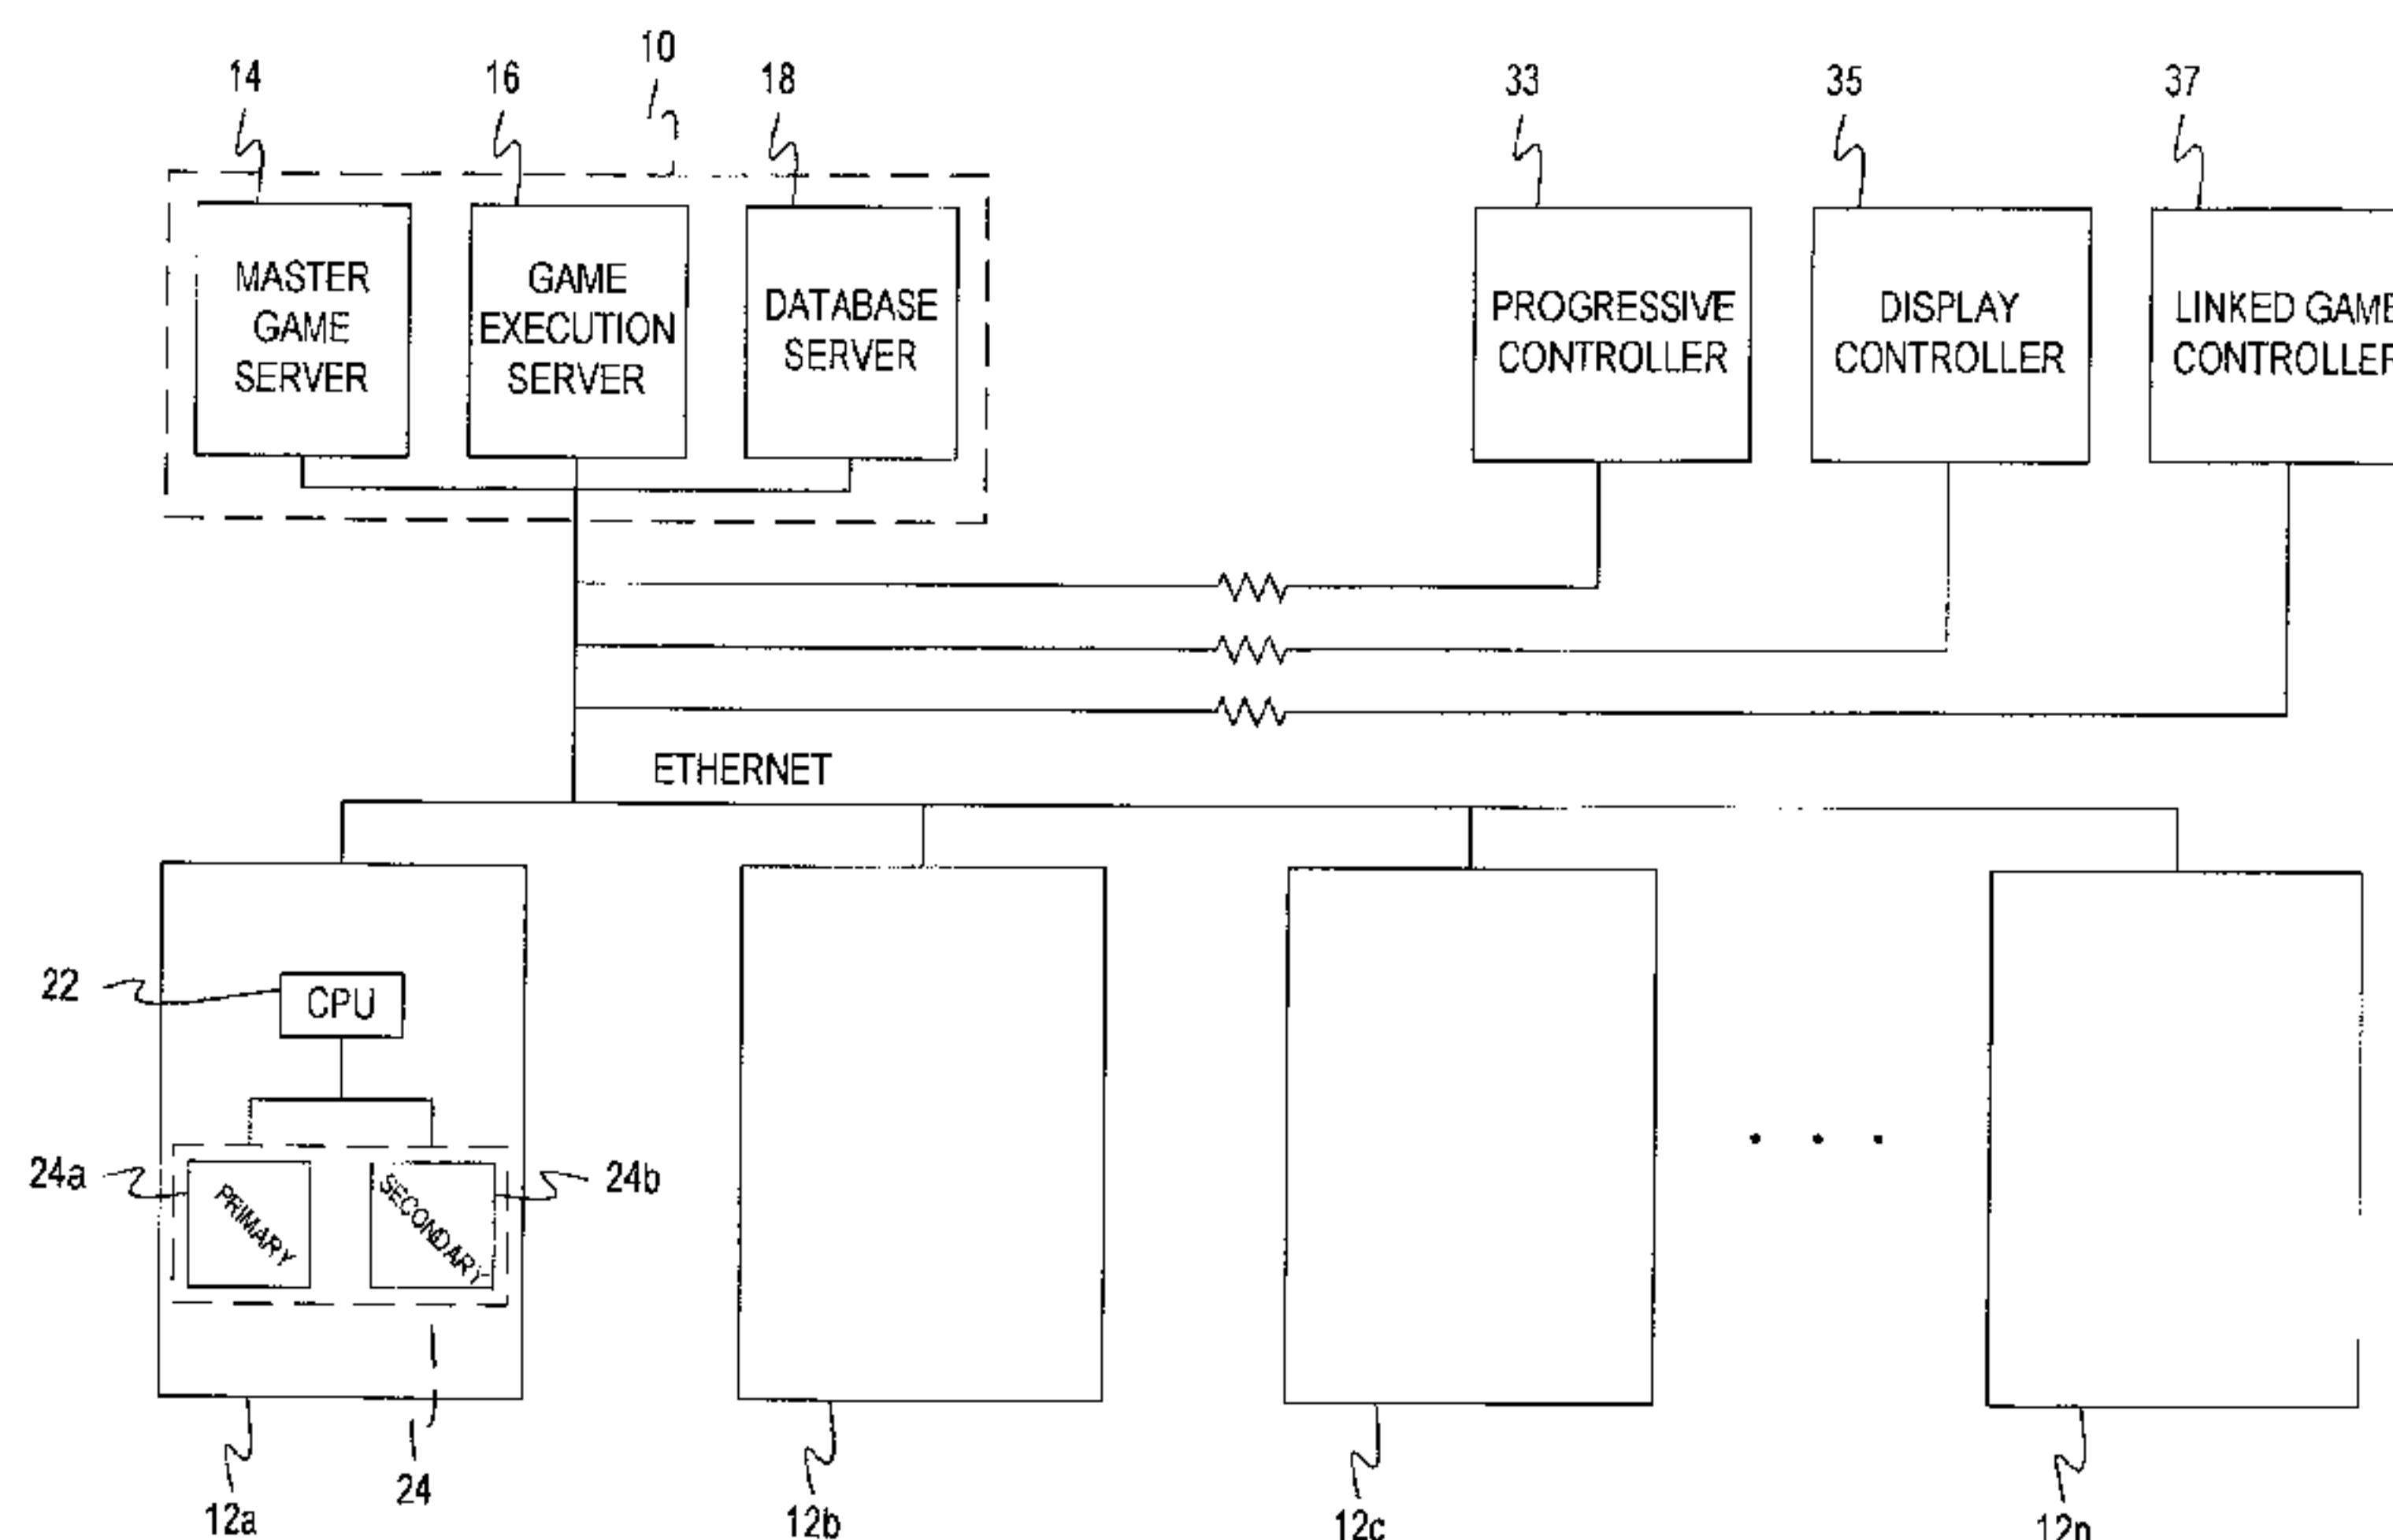 10
14
16
18
33
35
37
MASTER
GAME
SERVER
GAME
EXECUTION
SERVER
DATABASE
SERVER
PROGRESSIVE
CONTROLLER
DISPLAY
CONTROLLER
LINKED GAME
CONTROLLER
ETHERNET
22
CPU
24a
PRIMARY
SECONDARY
24b
24
12a
12b
12c
12n